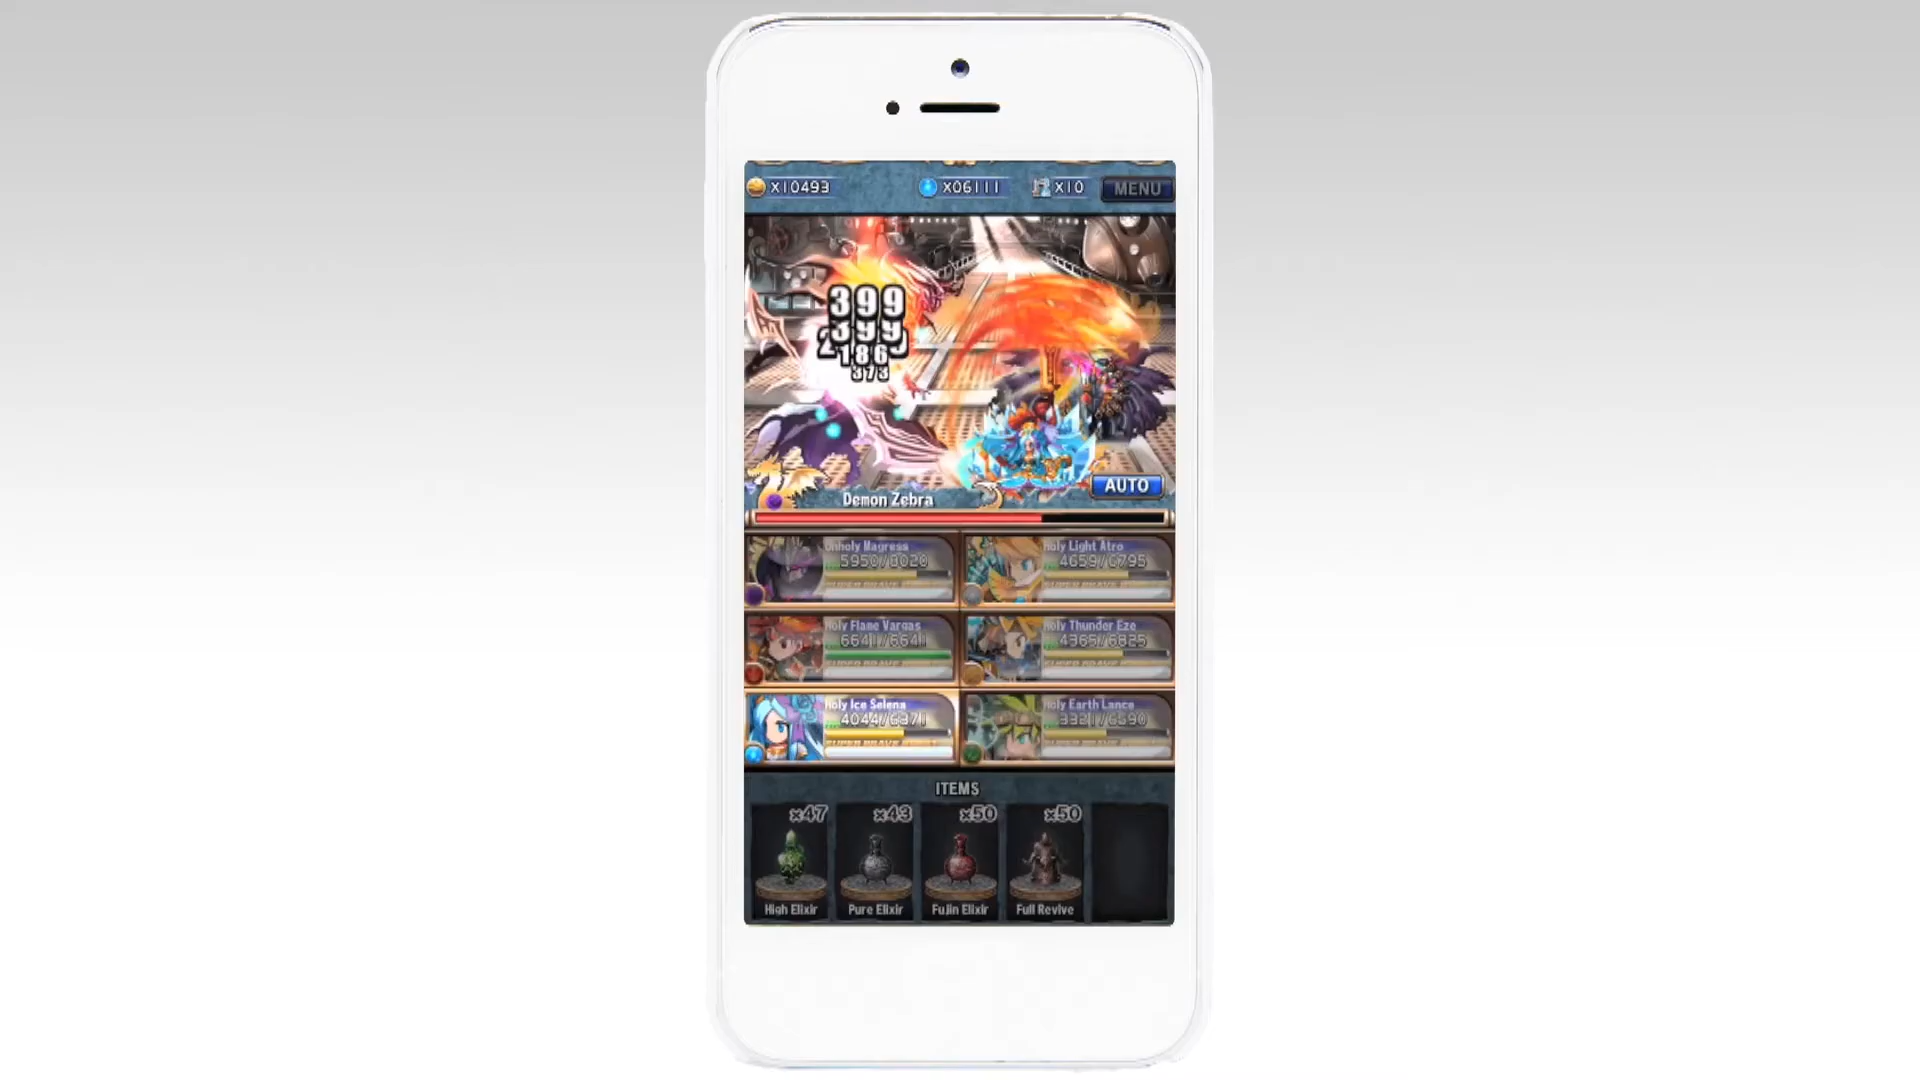 X10493 X06111 X10 MENU
399
399
186
373
AUTO
Demon Zebra
Unholy Magress
5950/8020
Holy Light Atro
4659/6795
Holy Flame Vargas
6641/6641
Holy Thunder Eze
4365/6825
Holy Ice Selena
4044/6371
Holy Earth Lance
3321/6590
ITEMS
x47 x43 x50 x50
High Elixir Pure Elixir Fujin Elixir Full Revive